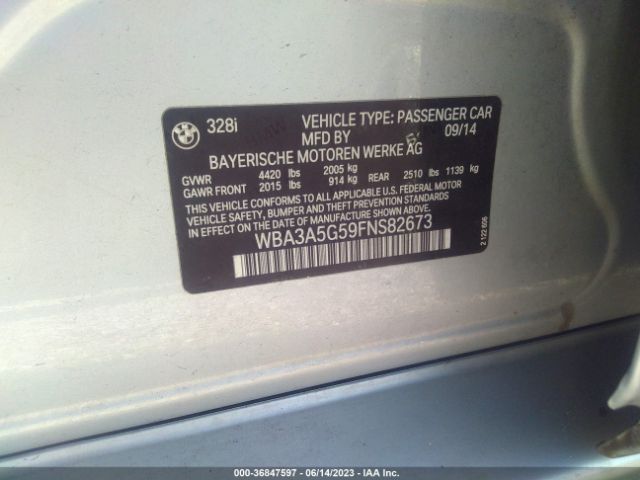 328i VEHICLE TYPE: PASSENGER CAR
MFD BY 09/14
BAYERISCHE MOTOREN WERKE AG
GVWR 4420 lbs 2005 kg
GAWR FRONT 2015 lbs 914 kg REAR 2510 lbs 1139 kg
THIS VEHICLE CONFORMS TO ALL APPLICABLE U.S. FEDERAL MOTOR
VEHICLE SAFETY, BUMPER AND THEFT PREVENTION STANDARDS
IN EFFECT ON THE DATE OF MANUFACTURE SHOWN ABOVE.
WBA3A5G59FNS82673
2 122 606
© - 36847597 - 06/14/2023 - IAA Inc.